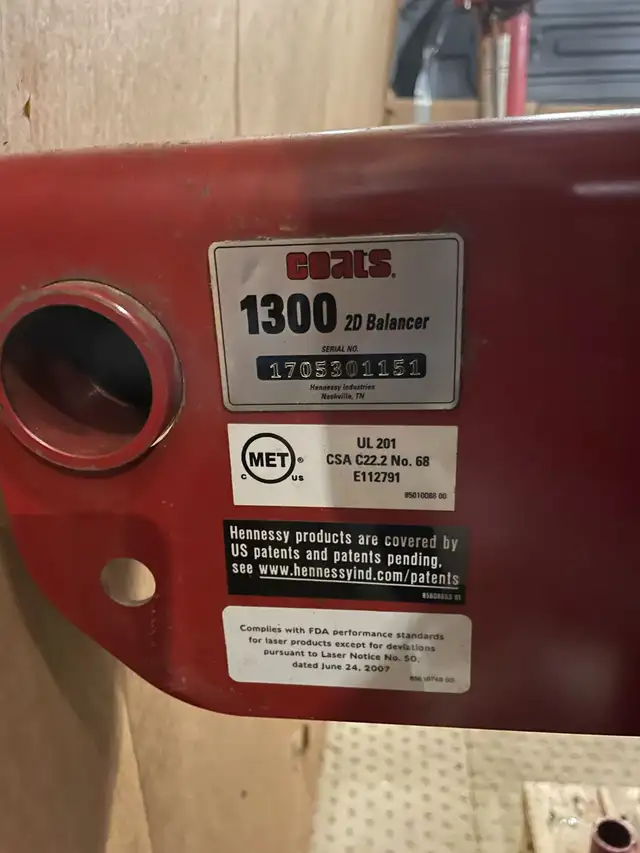 coats®
1300 2D Balancer
SERIAL NO.
1705301151
Hennessy Industries
Nashville, TN
MET®
C US
UL 201
CSA C22.2 No. 68
E112791
85010088 00
Hennessy products are covered by
US patents and patents pending,
see www.hennessyind.com/patents
Complies with FDA performance standards
for laser products except for deviations
pursuant to Laser Notice No. 50,
dated June 24, 2007